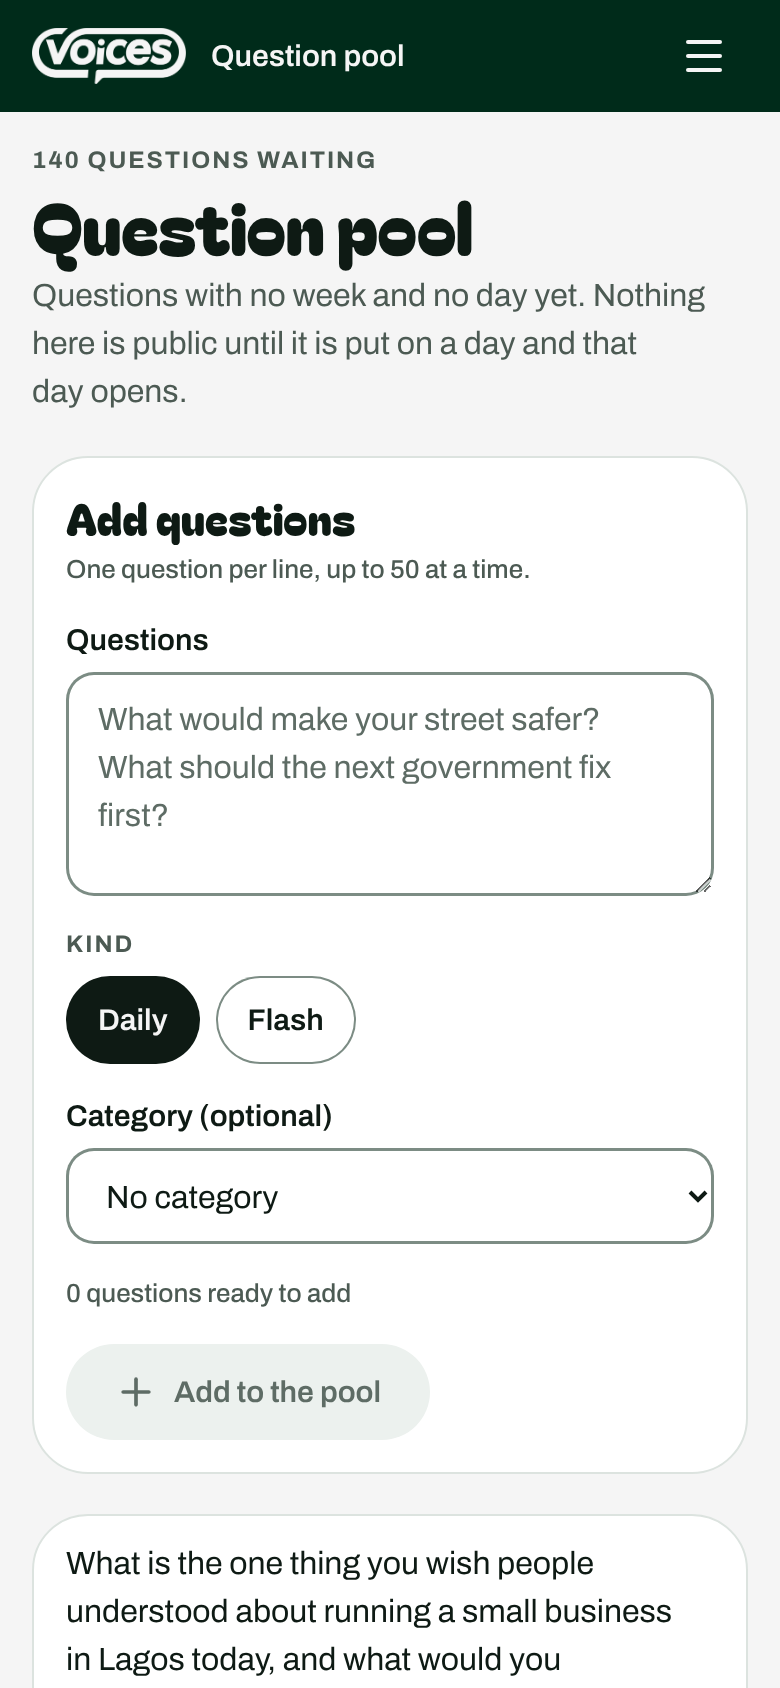 Voices Question pool
140 QUESTIONS WAITING
Question pool
Questions with no week and no day yet. Nothing
here is public until it is put on a day and that
day opens.
Add questions
One question per line, up to 50 at a time.
Questions
What would make your street safer?
What should the next government fix
first?
KIND
Daily Flash
Category (optional)
No category
0 questions ready to add
Add to the pool
What is the one thing you wish people
understood about running a small business
in Lagos today, and what would you